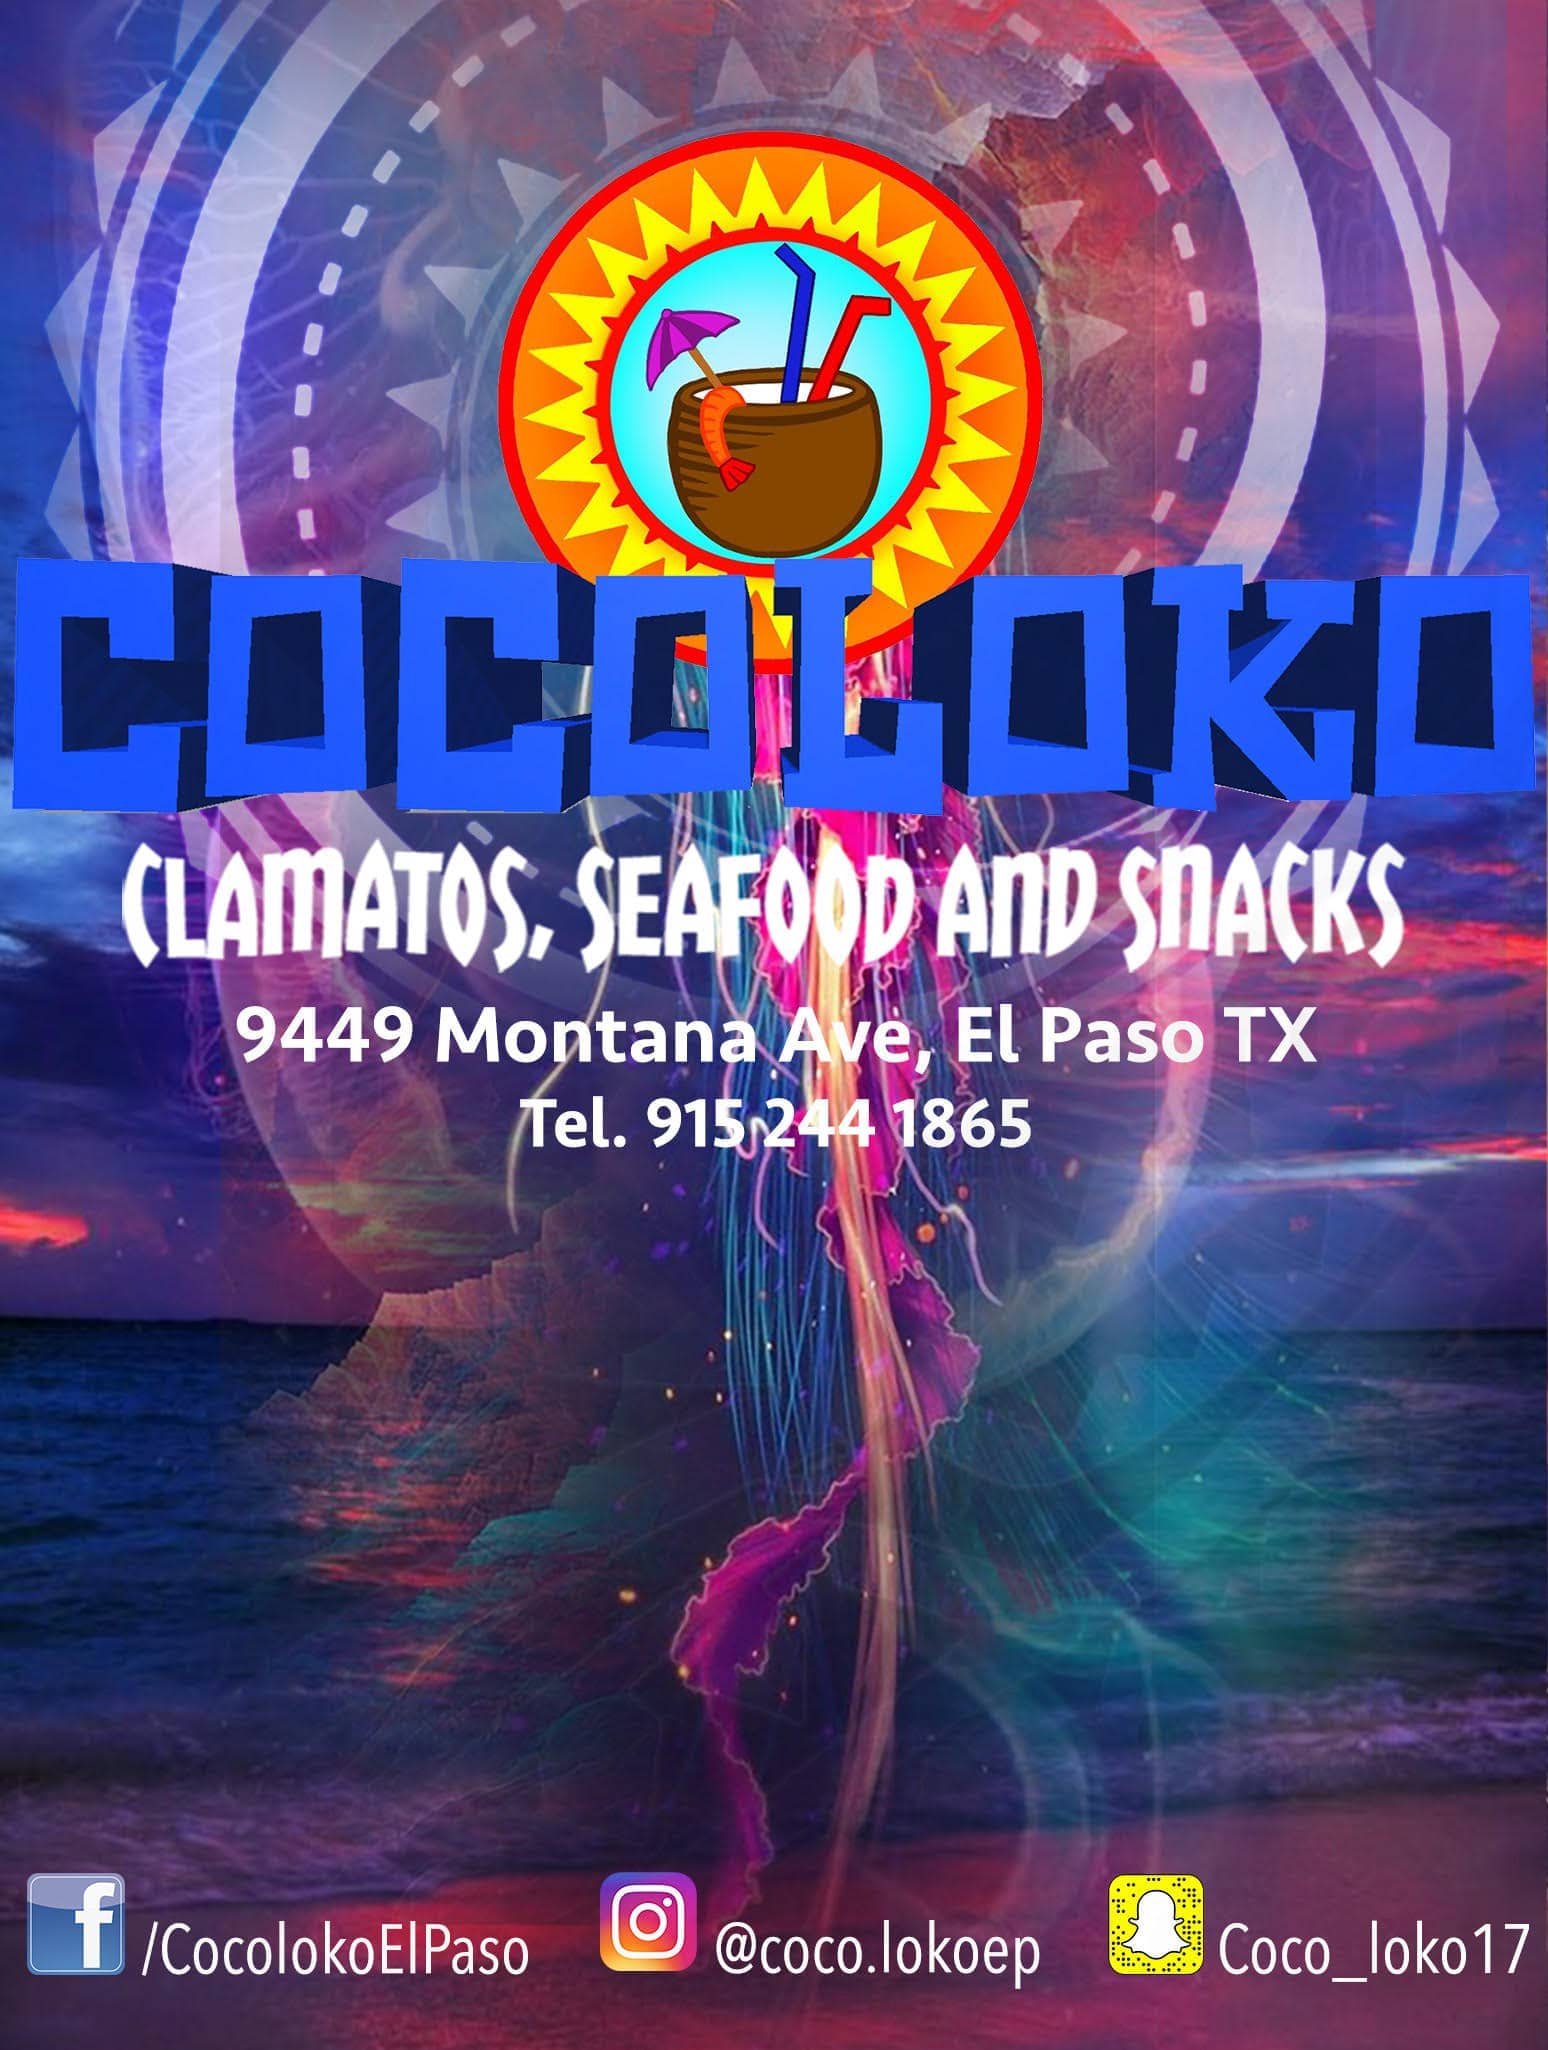 COCOLOKO
CLAMATOS, SEAFOOD AND SNACKS
9449 Montana Ave, El Paso TX
Tel. 915 244 1865
f /CocolokoElPaso @coco.lokoep Coco_loko17